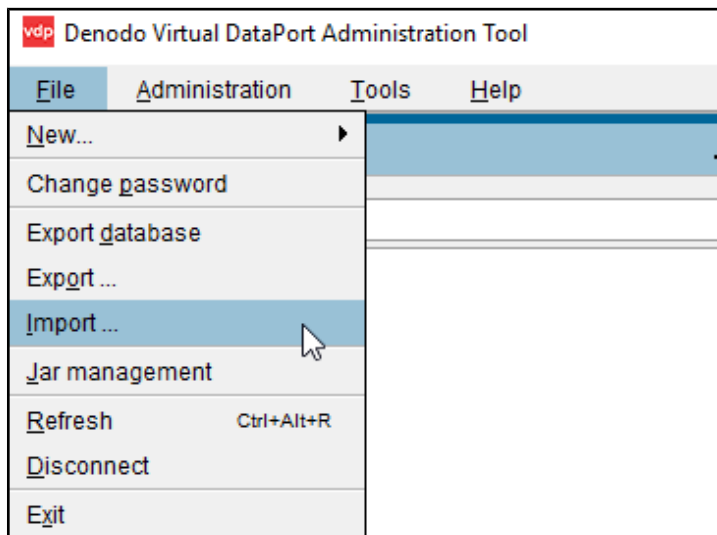 vdp Denodo Virtual DataPort Administration Tool
File Administration Tools Help
New...
Change password
Export database
Export ...
Import ...
Jar management
Refresh Ctrl+Alt+R
Disconnect
Exit